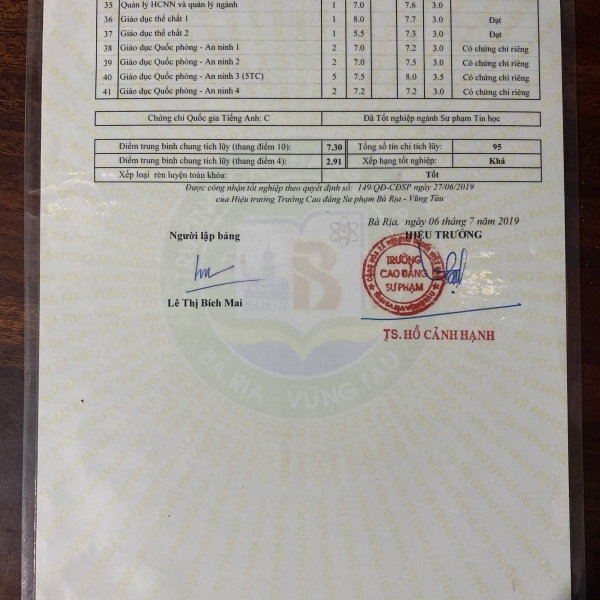 35 Quản lý HCNN và quản lý ngành 1 7.0 7.6 3.0
36 Giáo dục thể chất 1 1 8.0 7.7 3.5 Đạt
37 Giáo dục thể chất 2 1 5.5 7.3 3.0 Đạt
38 Giáo dục Quốc phòng - An ninh 1 2 7.0 7.2 3.0 Có chứng chỉ riêng
39 Giáo dục Quốc phòng - An ninh 2 2 7.0 7.5 3.0 Có chứng chỉ riêng
40 Giáo dục Quốc phòng - An ninh 3 (5TC) 5 7.5 8.0 3.5 Có chứng chỉ riêng
41 Giáo dục Quốc phòng - An ninh 4 2 7.2 7.2 3.0 Có chứng chỉ riêng
Chứng chỉ Quốc gia Tiếng Anh: C Đã Tốt nghiệp ngành Sư phạm Tin học
Điểm trung bình chung tích lũy (thang điểm 10): 7.30 Tổng số tín chỉ tích lũy: 95
Điểm trung bình chung tích lũy (thang điểm 4): 2.91 Xếp hạng tốt nghiệp: Khá
Xếp loại rèn luyện toàn khóa: Tốt
Được công nhận tốt nghiệp theo quyết định số: 149/QĐ-CĐSP ngày 27/06/2019
của Hiệu trưởng Trường Cao đẳng Sư phạm Bà Rịa - Vũng Tàu
Bà Rịa, ngày 06 tháng 7 năm 2019
Người lập bảng HIỆU TRƯỞNG
TRƯỜNG
CAO ĐẲNG
SƯ PHẠM
Lê Thị Bích Mai
TS. HỒ CẢNH HẠNH
B
BÀ RỊA - VŨNG TÀU